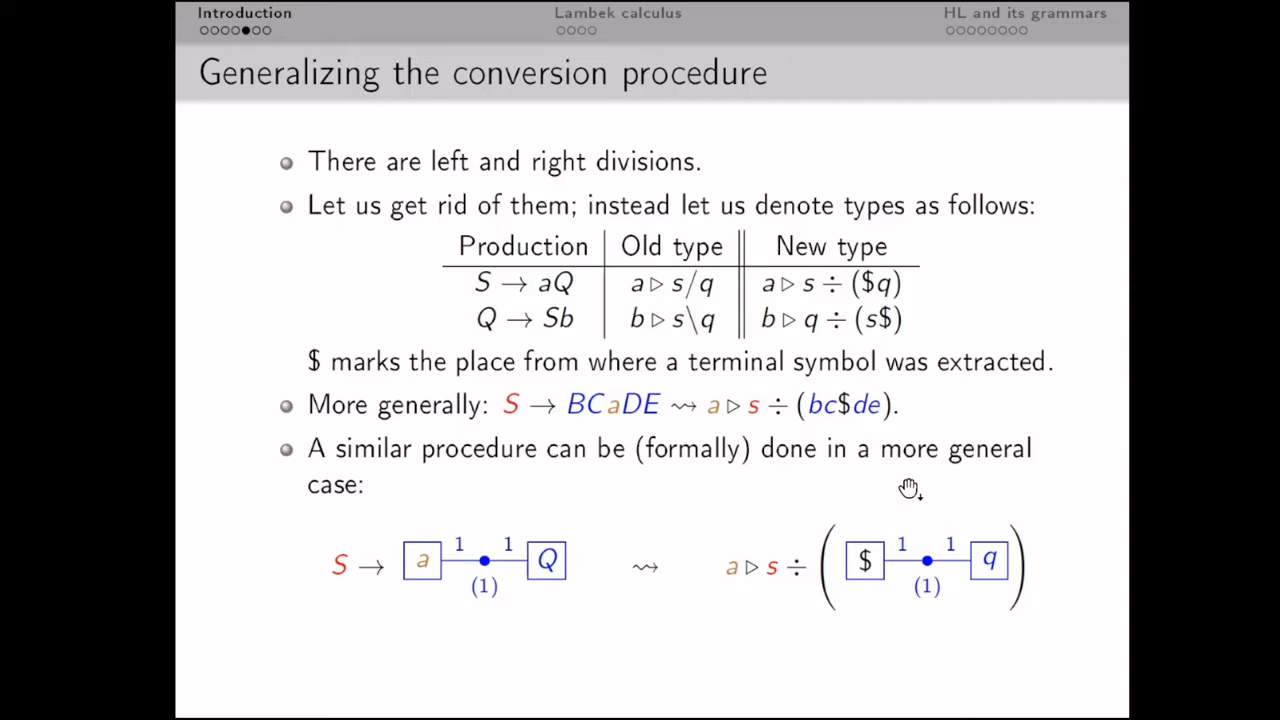 Introduction Lambek calculus HL and its grammars
Generalizing the conversion procedure
There are left and right divisions.
Let us get rid of them; instead let us denote types as follows:
Production Old type New type
S → aQ a ▷ s/q a ▷ s ÷ ($q)
Q → Sb b ▷ s\q b ▷ q ÷ (s$)
$ marks the place from where a terminal symbol was extracted.
More generally: S → BCaDE ⇝ a ▷ s ÷ (bc$de).
A similar procedure can be (formally) done in a more general
case:
S → a 1 1 Q ⇝ a ▷ s ÷ ( $ 1 1 q )
(1) (1)